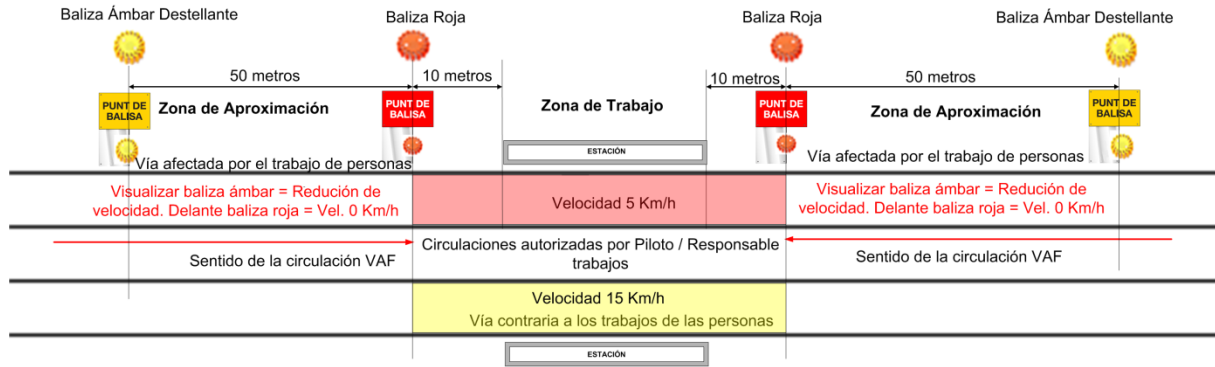 Baliza Ámbar Destellante
Baliza Roja
Baliza Roja
Baliza Ámbar Destellante
50 metros
10 metros
10 metros
50 metros
PUNT DE
BALISA
Zona de Aproximación
PUNT DE
BALISA
Zona de Trabajo
PUNT DE
BALISA
Zona de Aproximación
PUNT DE
BALISA
ESTACIÓN
Vía afectada por el trabajo de personas
Vía afectada por el trabajo de personas
Visualizar baliza ámbar = Redución de
velocidad. Delante baliza roja = Vel. 0 Km/h
Velocidad 5 Km/h
Visualizar baliza ámbar = Redución de
velocidad. Delante baliza roja = Vel. 0 Km/h
Sentido de la circulación VAF
Circulaciones autorizadas por Piloto / Responsable
trabajos
Sentido de la circulación VAF
Velocidad 15 Km/h
Vía contraria a los trabajos de las personas
ESTACIÓN